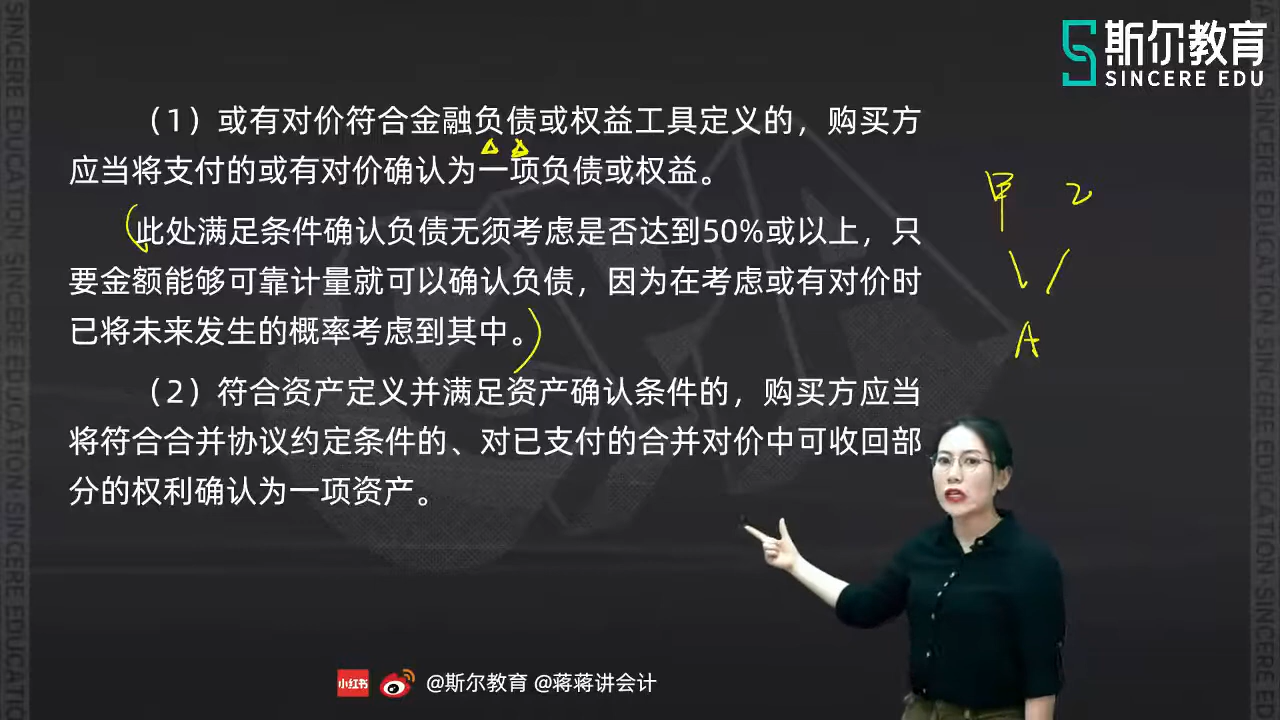 斯尔教育
SINCERE EDU
（1）或有对价符合金融负债或权益工具定义的，购买方
应当将支付的或有对价确认为一项负债或权益。
此处满足条件确认负债无须考虑是否达到50%或以上，只
要金额能够可靠计量就可以确认负债，因为在考虑或有对价时
已将未来发生的概率考虑到其中。
（2）符合资产定义并满足资产确认条件的，购买方应当
将符合合并协议约定条件的、对已支付的合并对价中可收回部
分的权利确认为一项资产。
甲 乙
A
小红书 @斯尔教育 @蒋蒋讲会计
SINCERE EDUCATION
SINCERE EDUCATION
CPA